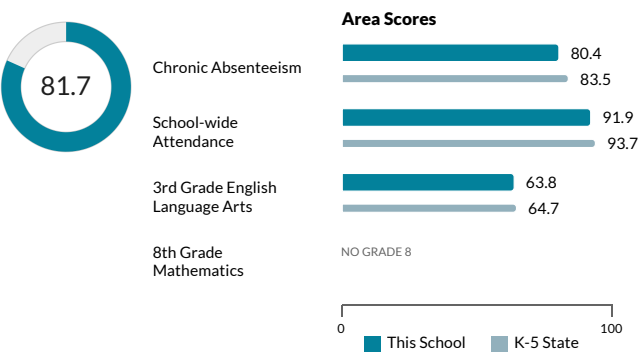 Area Scores
81.7
Chronic Absenteeism
80.4
83.5
School-wide
Attendance
91.9
93.7
3rd Grade English
Language Arts
63.8
64.7
8th Grade
Mathematics
NO GRADE 8
0
100
This School
K-5 State